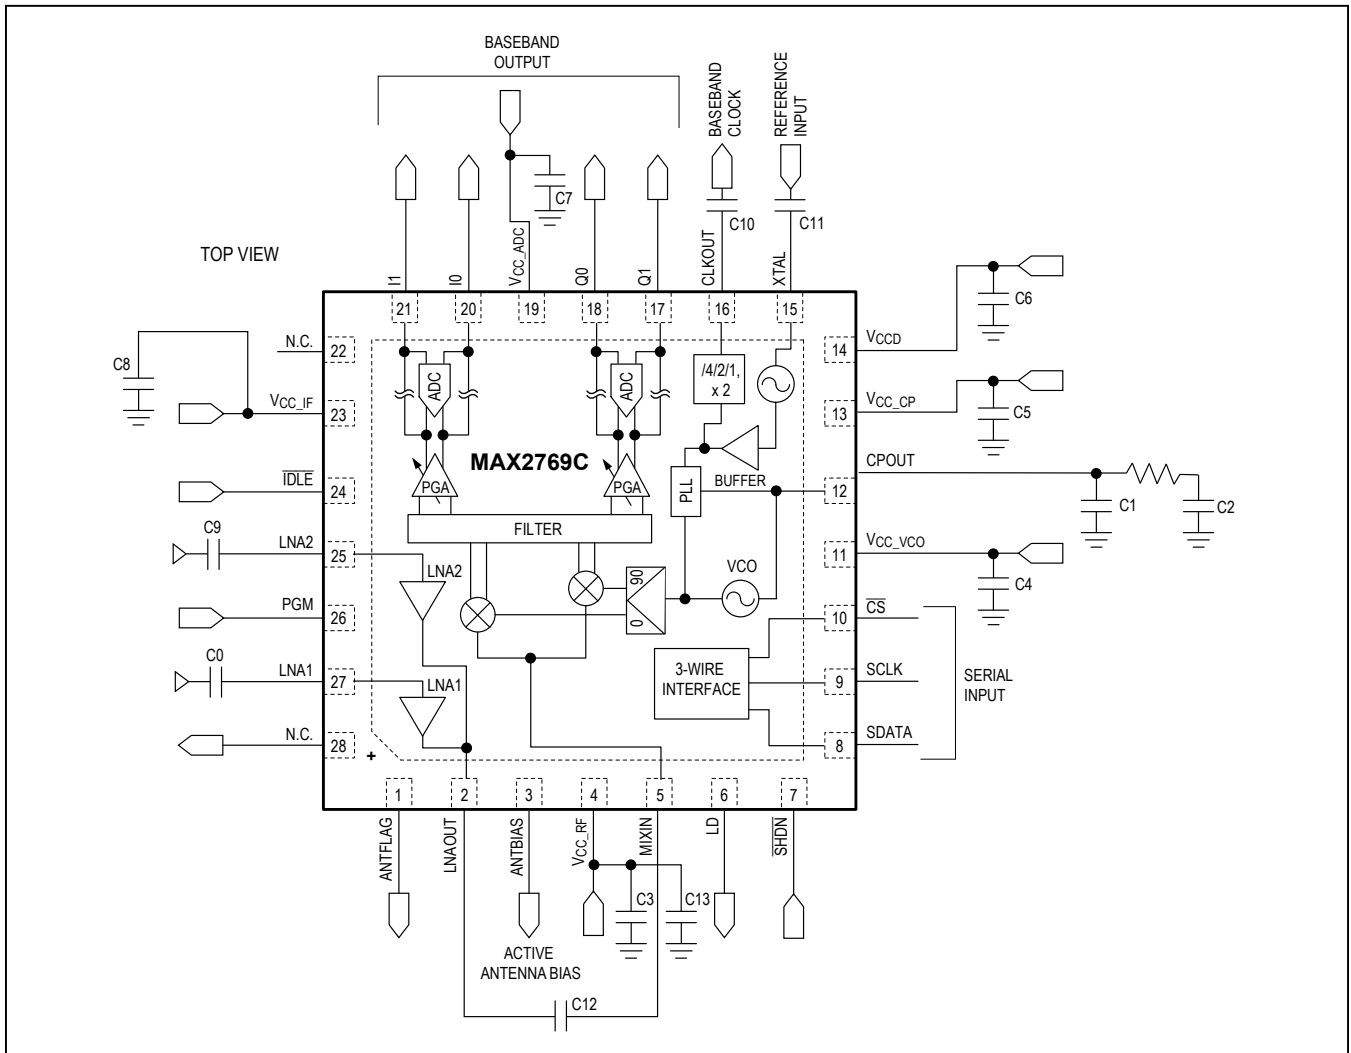 BASEBAND
OUTPUT
BASEBAND
CLOCK
REFERENCE
INPUT
C7
C10
C11
TOP VIEW
I1
I0
VCC_ADC
Q0
Q1
CLKOUT
XTAL
C6
21
20
19
18
17
16
15
N.C.
22
14
VCCD
C8
ADC
ADC
/4/2/1,
x 2
VCC_IF
23
13
VCC_CP
C5
MAX2769C
CPOUT
IDLE
24
PGA
PGA
PLL
BUFFER
12
C1
C2
C9
FILTER
LNA2
25
11
VCC_VCO
LNA2
VCO
90
0
C4
PGM
26
10
CS
C0
LNA1
27
LNA1
3-WIRE
INTERFACE
9
SCLK
SERIAL
INPUT
N.C.
28
+
8
SDATA
1
2
3
4
5
6
7
ANTFLAG
LNAOUT
ANTBIAS
VCC_RF
MIXIN
LD
SHDN
C3
C13
ACTIVE
ANTENNA BIAS
C12